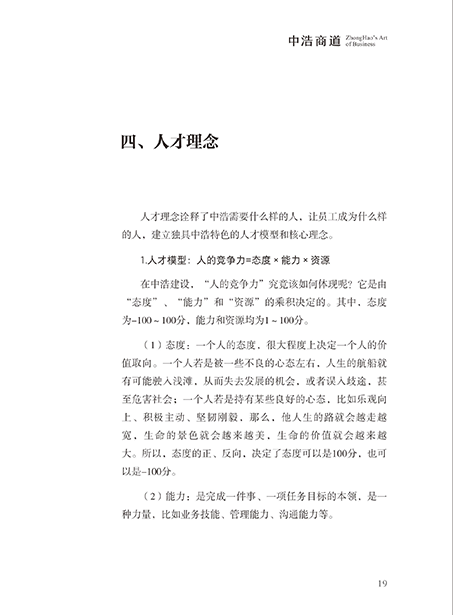 中浩商道 ZhongHao's Art
of Business
四、人才理念
人才理念诠释了中浩需要什么样的人，让员工成为什么样
的人，建立独具中浩特色的人才模型和核心理念。
1.人才模型：人的竞争力=态度×能力×资源
在中浩建设，“人的竞争力”究竟该如何体现呢？它是由
“态度”、“能力”和“资源”的乘积决定的。其中，态度
为-100～100分，能力和资源均为1～100分。
（1）态度：一个人的态度，很大程度上决定一个人的价
值取向。一个人若是被一些不良的心态左右，人生的航船就
有可能驶入浅滩，从而失去发展的机会，或者误入歧途，甚
至危害社会；一个人若是持有某些良好的心态，比如乐观向
上、积极主动、坚韧刚毅，那么，他人生的路就会越走越
宽，生命的景色就会越来越美，生命的价值就会越来越
大。所以，态度的正、反向，决定了态度可以是100分，也可
以是-100分。
（2）能力：是完成一件事、一项任务目标的本领，是一
种力量，比如业务技能、管理能力、沟通能力等。
19